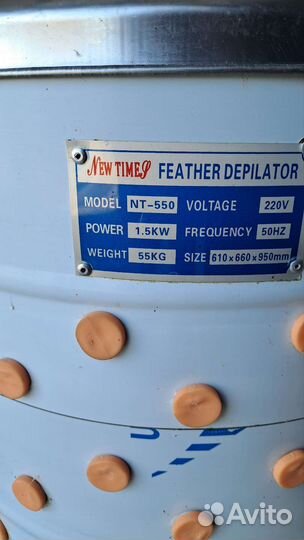 NEW TIMES FEATHER DEPILATOR
MODEL NT-550 VOLTAGE 220V
POWER 1.5KW FREQUENCY 50HZ
WEIGHT 55KG SIZE 610×660×950mm
Avito